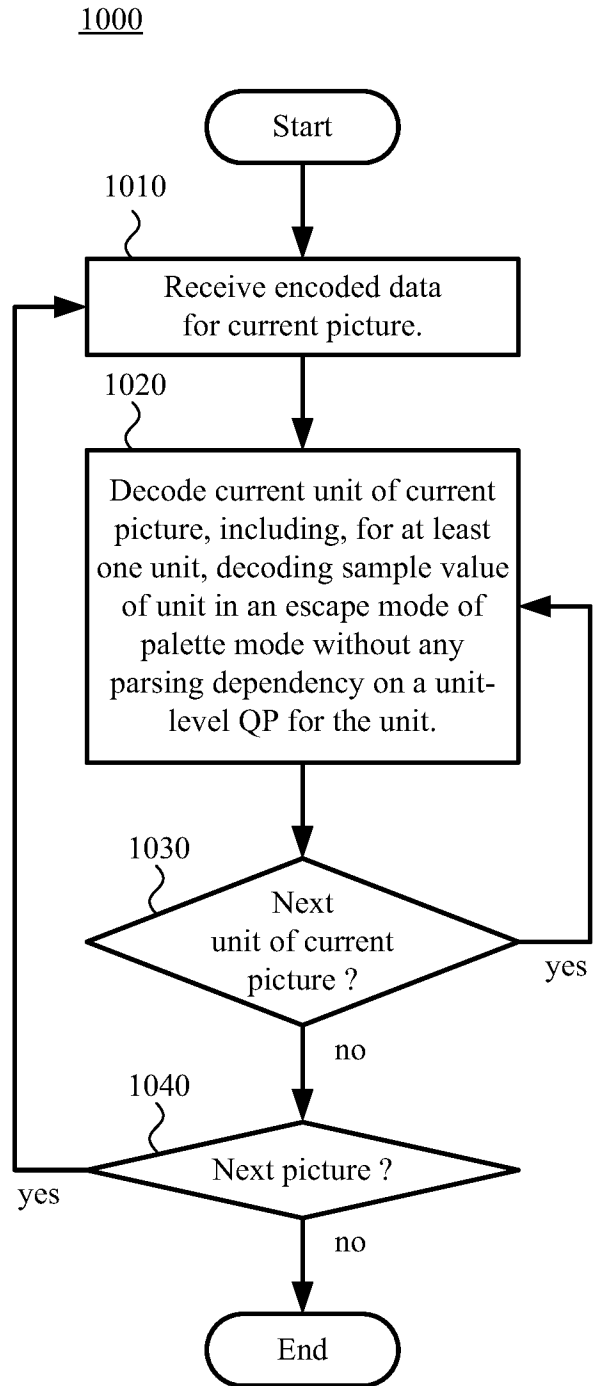 1000
Start
1010
Receive encoded data
for current picture.
1020
Decode current unit of current
picture, including, for at least
one unit, decoding sample value
of unit in an escape mode of
palette mode without any
parsing dependency on a unit-
level QP for the unit.
1030
Next
unit of current
picture ?
yes
no
1040
Next picture ?
yes
no
End